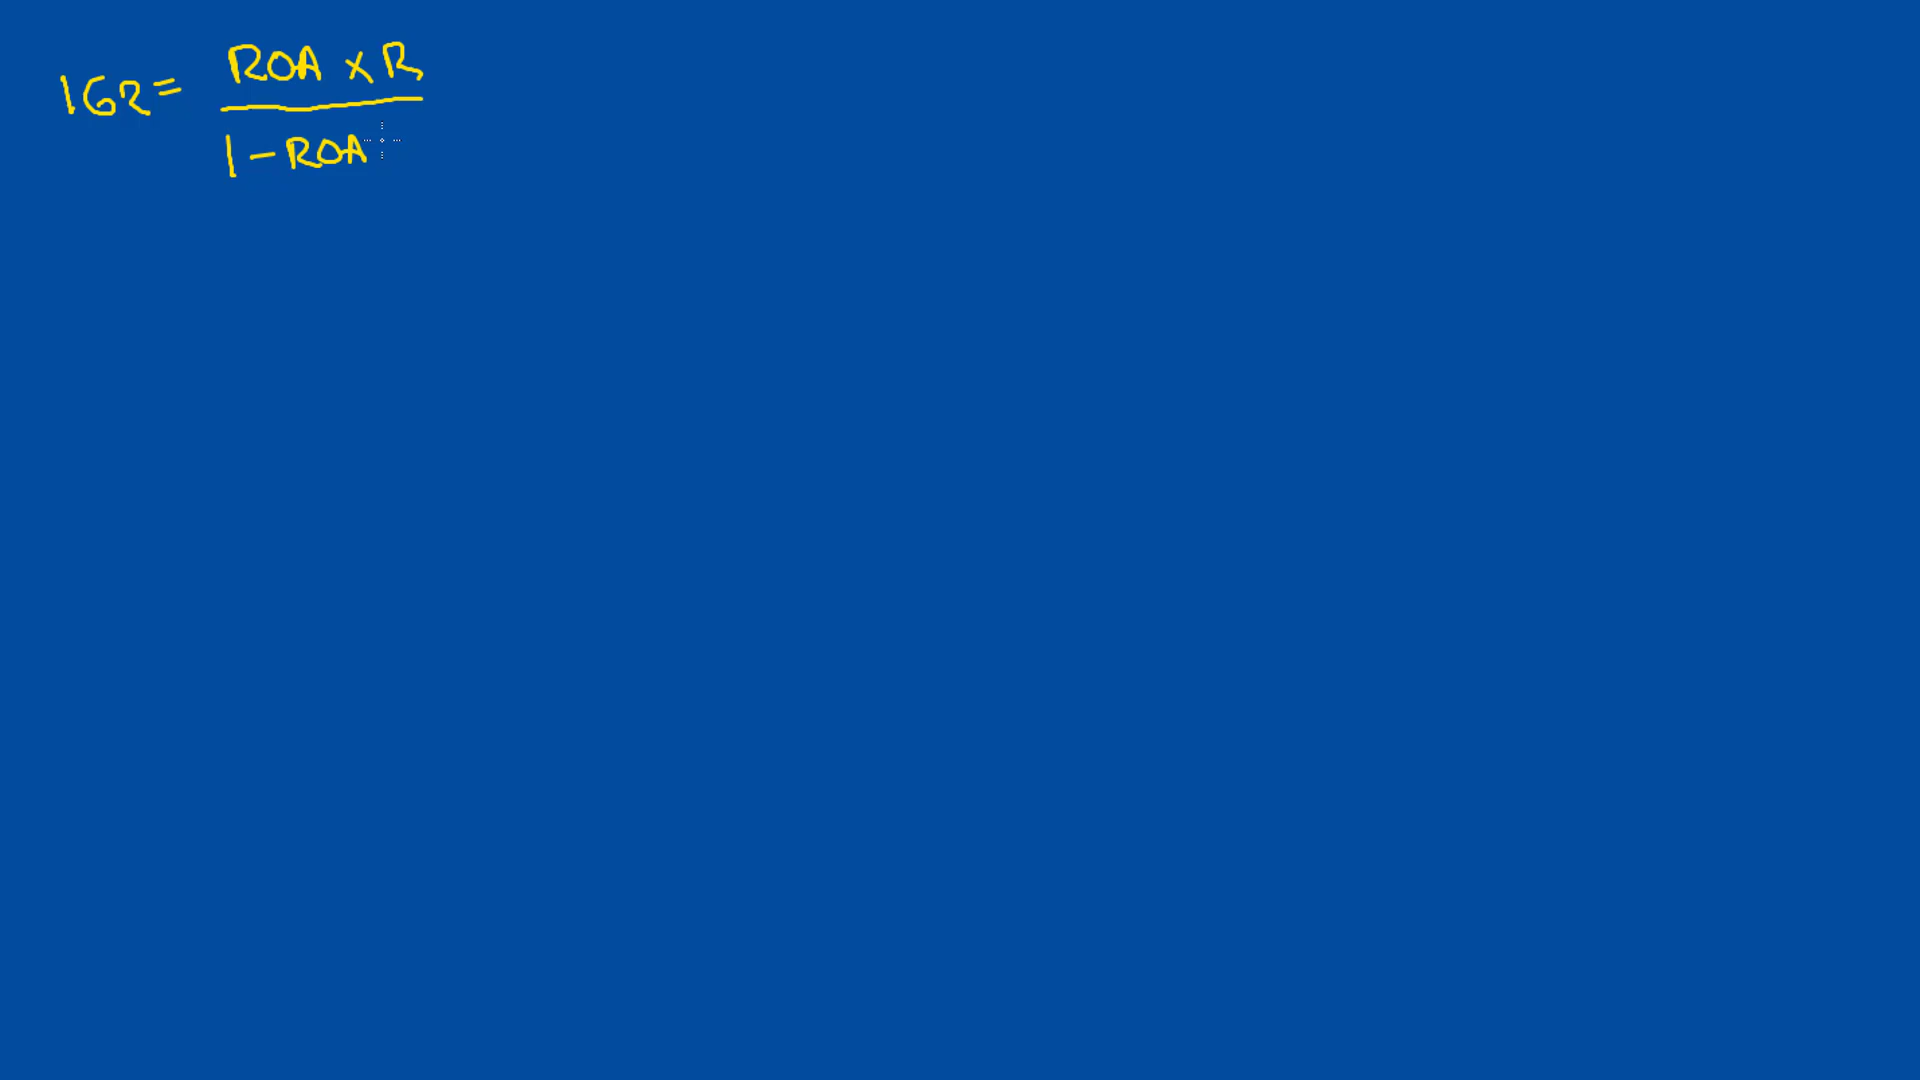 IGR = ROA x R
1 - ROA